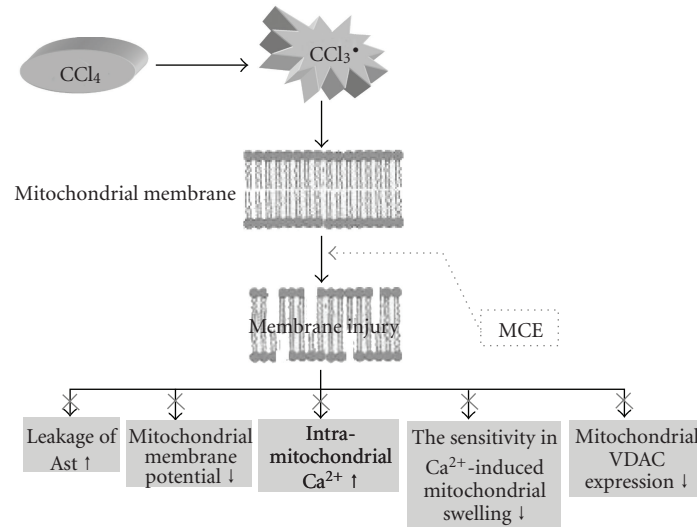 CCl₄
CCl₃•
Mitochondrial membrane
Membrane injury
MCE
Leakage of
Ast ↑
Mitochondrial
membrane
potential ↓
Intra-
mitochondrial
Ca²⁺ ↑
The sensitivity in
Ca²⁺-induced
mitochondrial
swelling ↓
Mitochondrial
VDAC
expression ↓